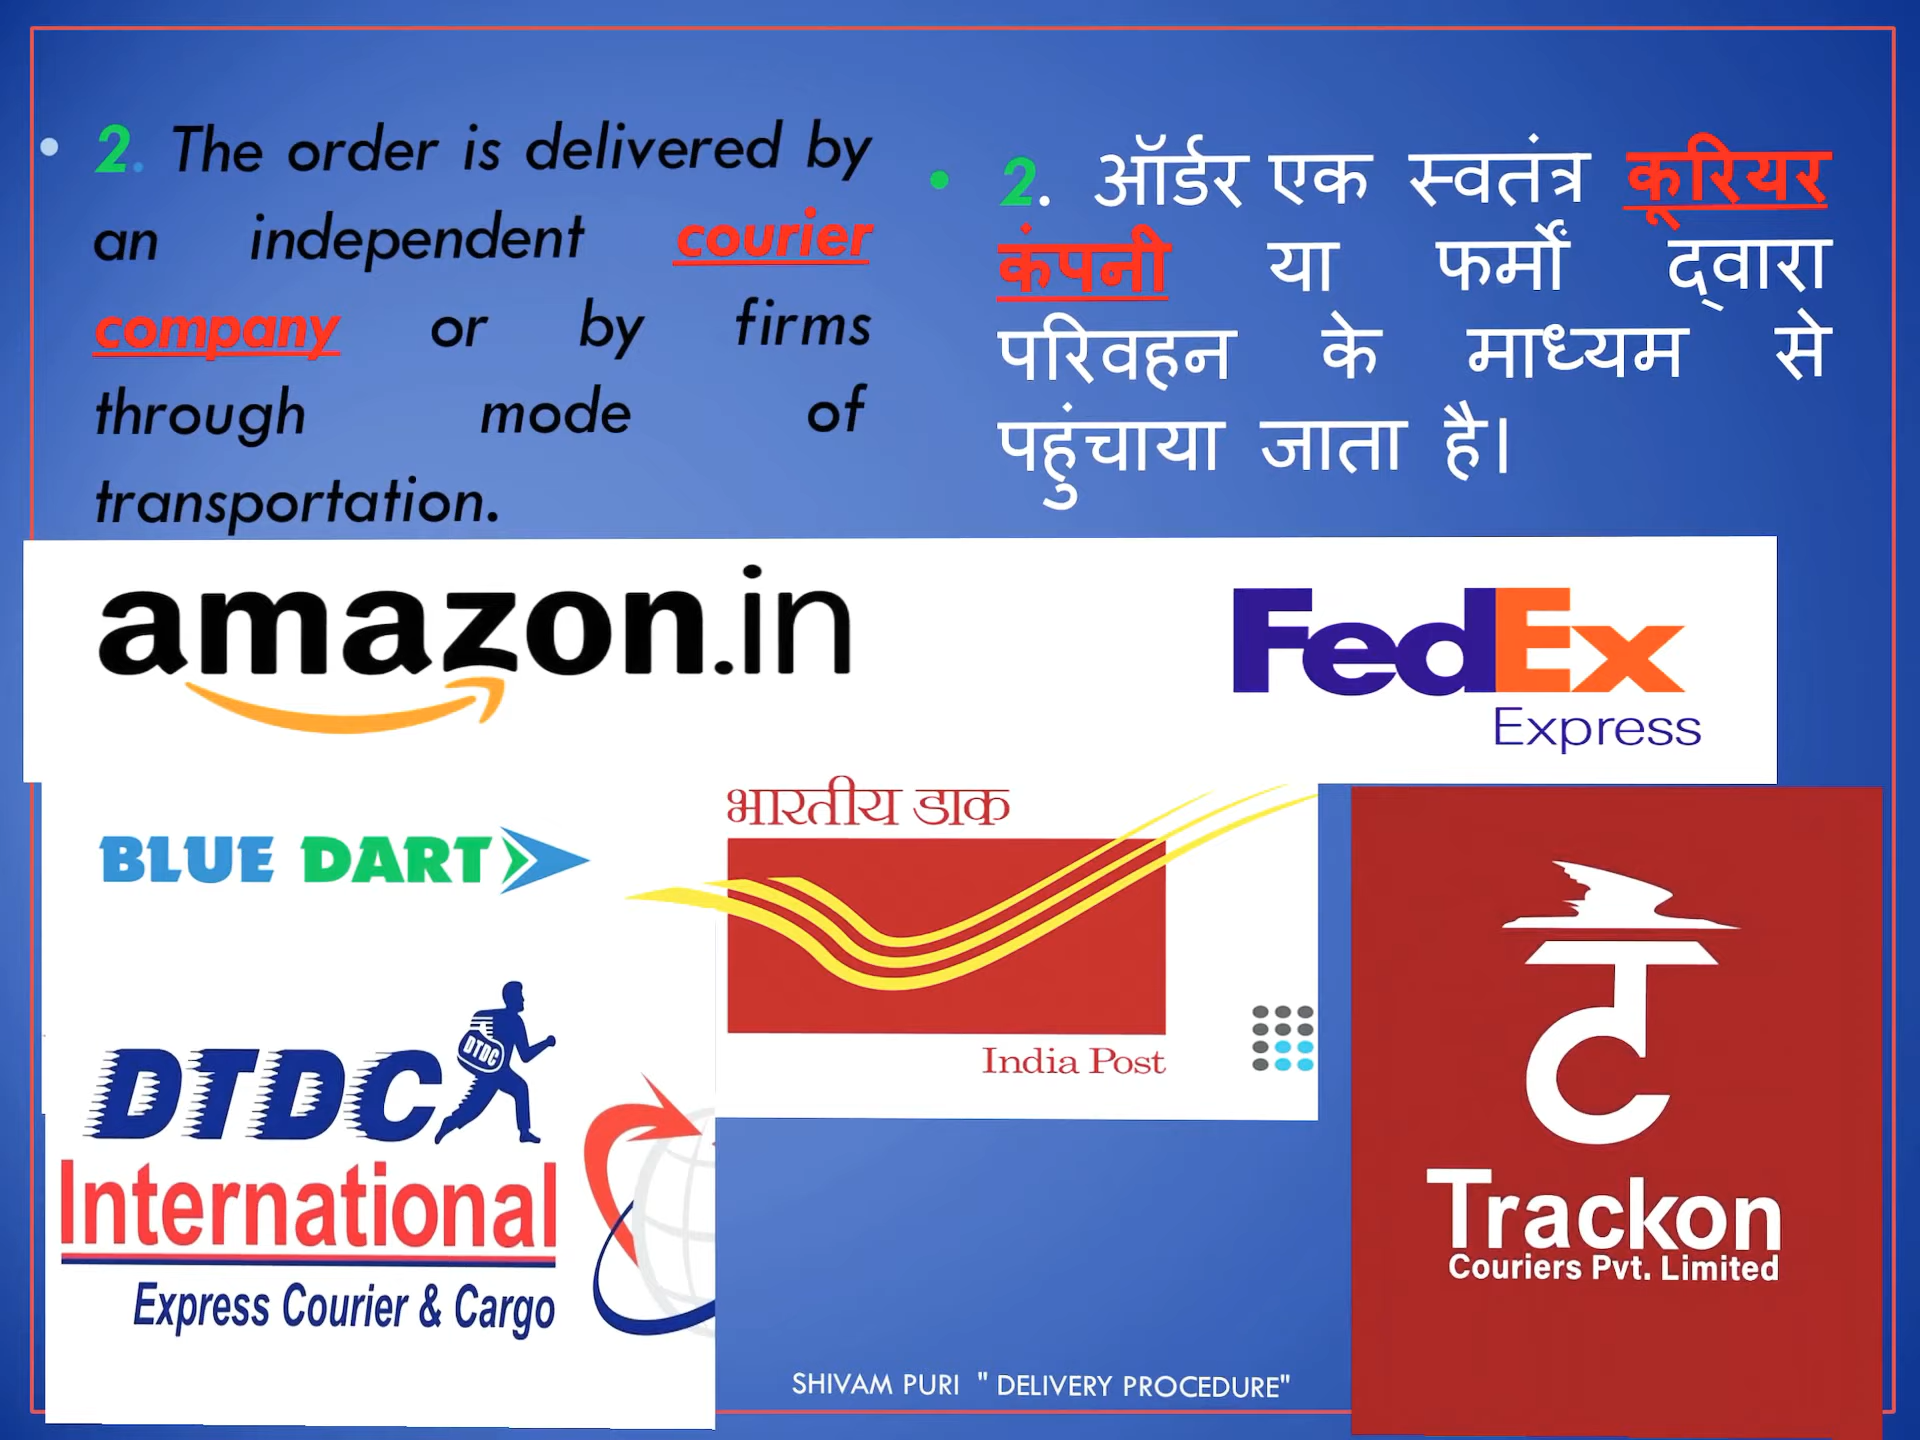 2. The order is delivered by
an independent courier
company or by firms
through mode of
transportation.
2. ऑर्डर एक स्वतंत्र कूरियर
कंपनी या फर्मों द्वारा
परिवहन के माध्यम से
पहुंचाया जाता है।
amazon.in
FedEx
Express
BLUE DART
भारतीय डाक
India Post
DTDC
DTDC
International
Express Courier & Cargo
Trackon
Couriers Pvt. Limited
SHIVAM PURI " DELIVERY PROCEDURE"